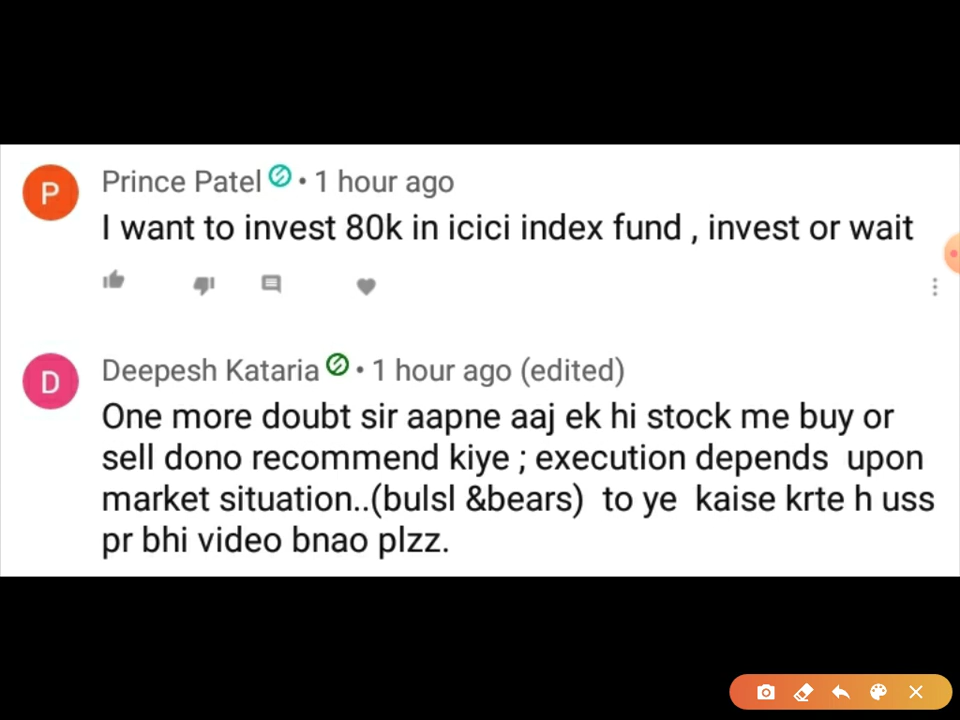 P
Prince Patel • 1 hour ago
I want to invest 80k in icici index fund , invest or wait
D
Deepesh Kataria • 1 hour ago (edited)
One more doubt sir aapne aaj ek hi stock me buy or
sell dono recommend kiye ; execution depends upon
market situation..(bulsl &bears) to ye kaise krte h uss
pr bhi video bnao plzz.